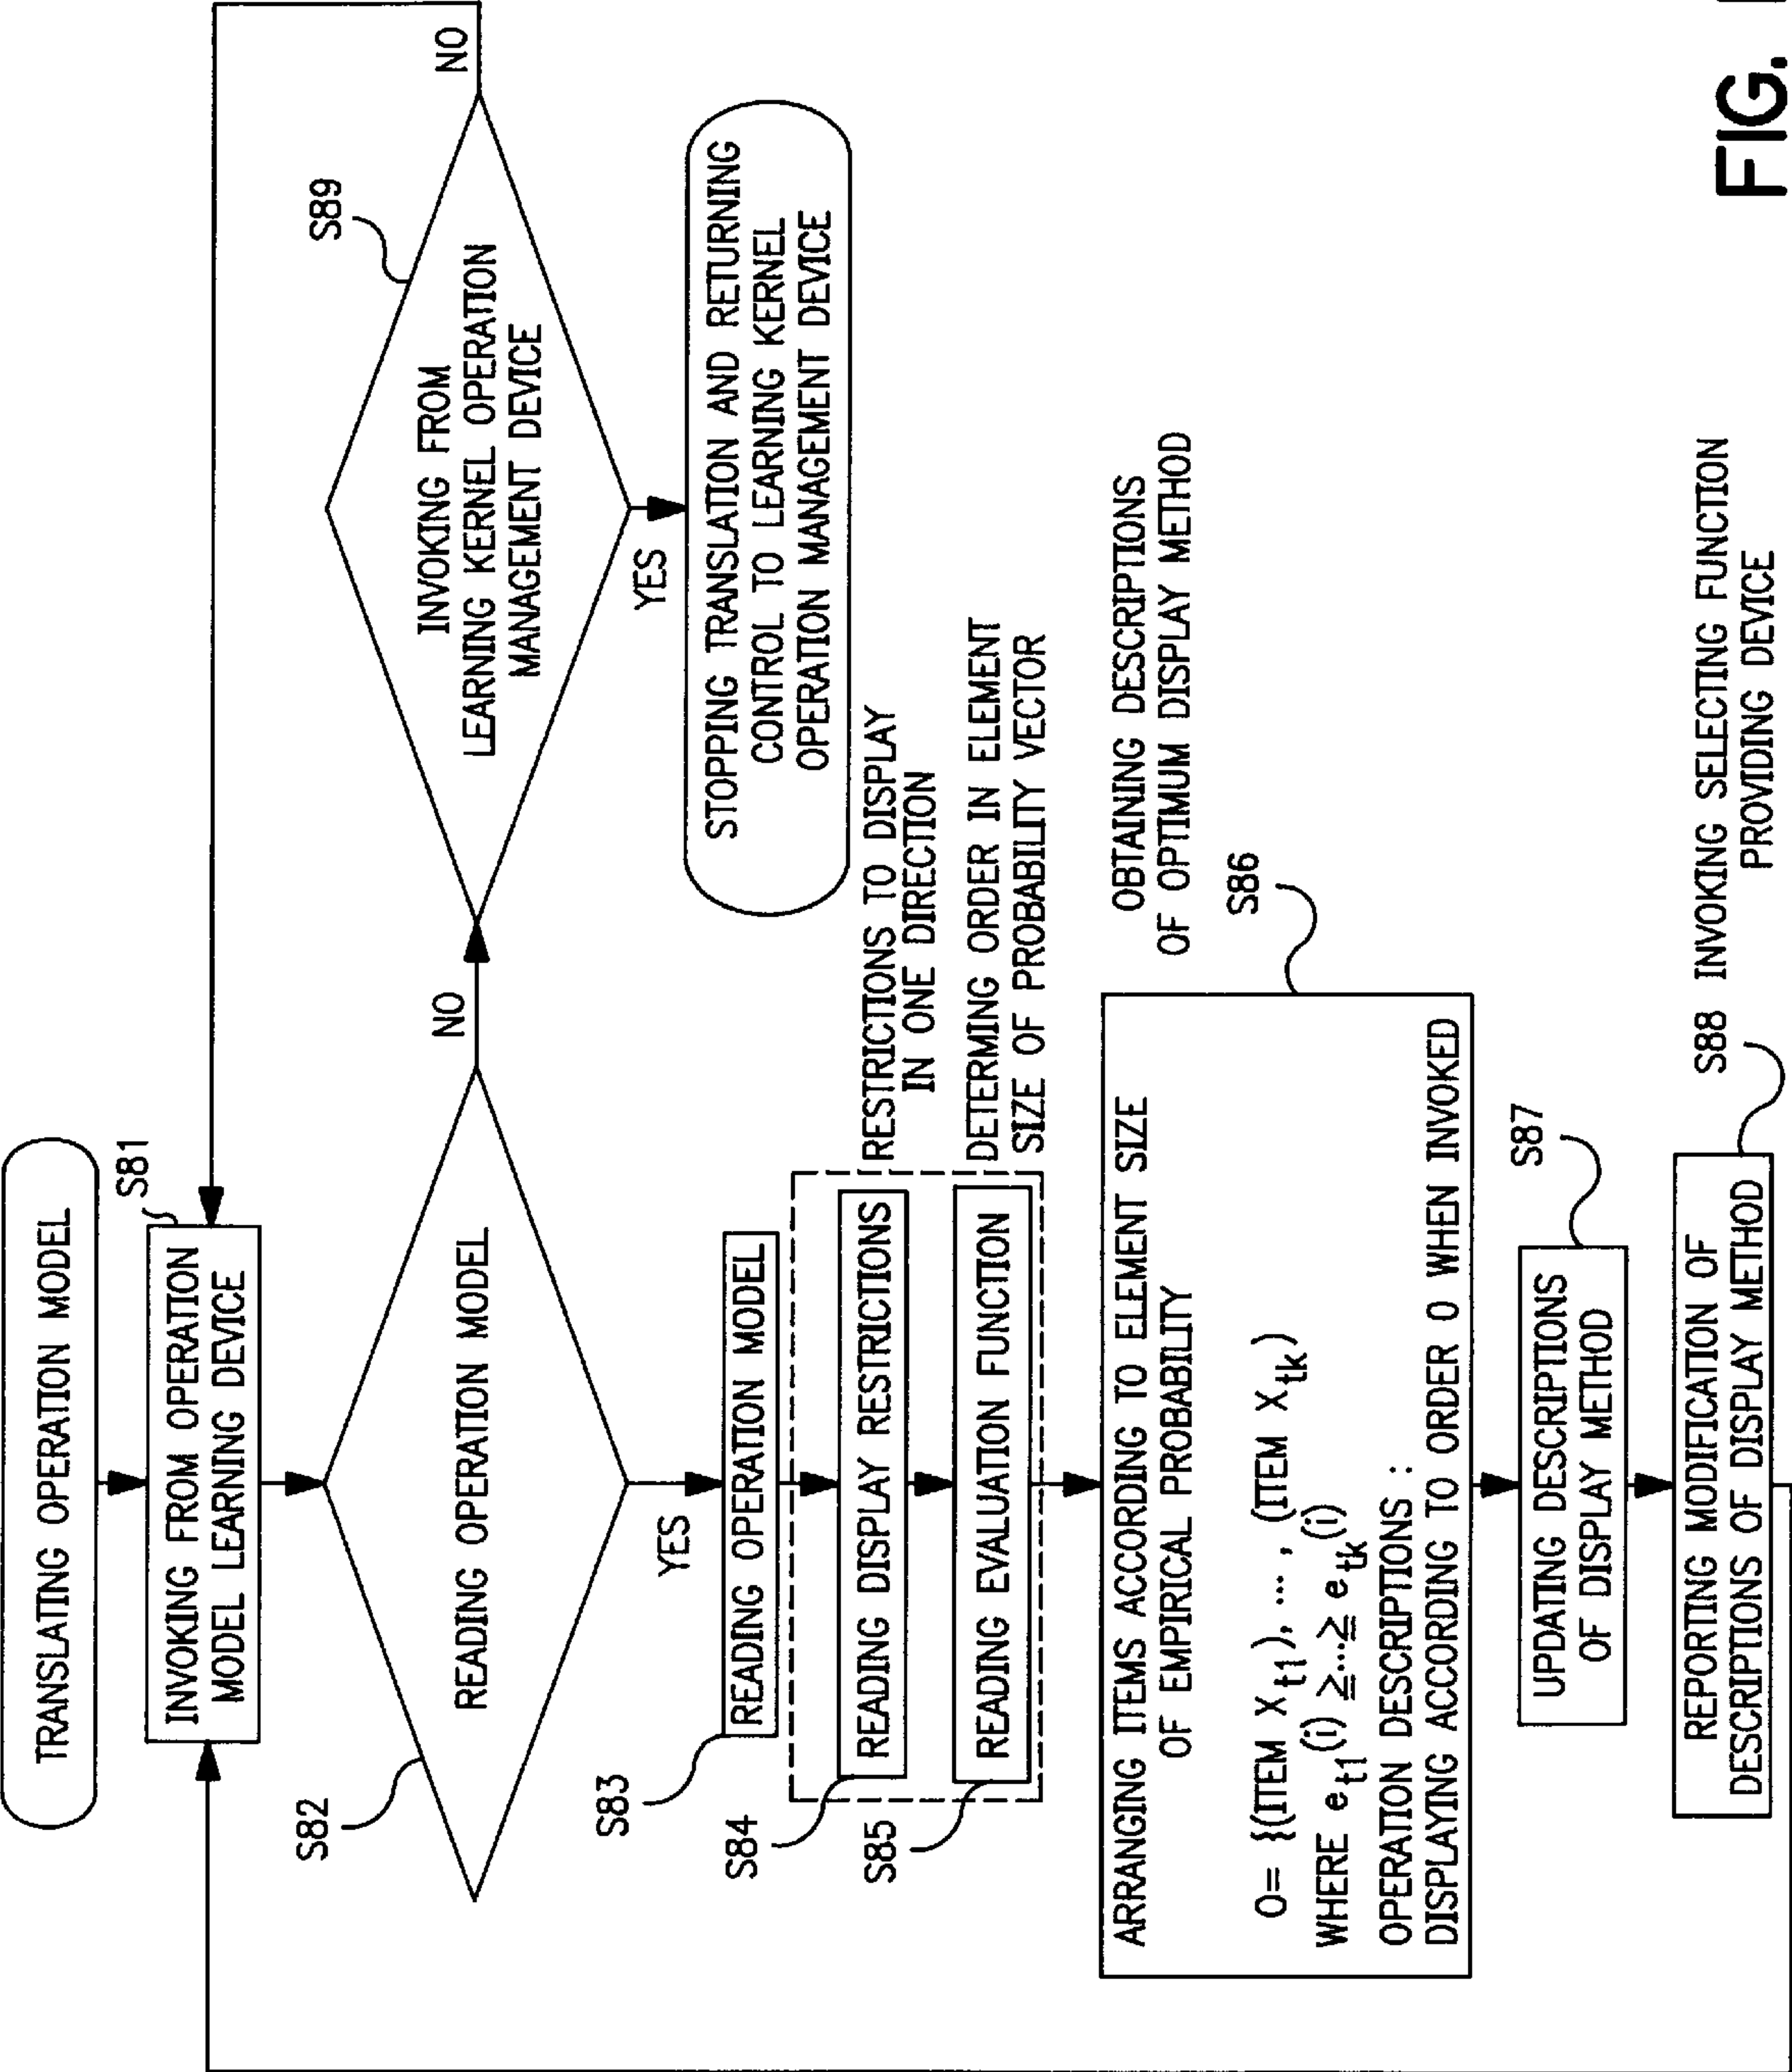 TRANSLATING OPERATION MODEL
S81
INVOKING FROM OPERATION
MODEL LEARNING DEVICE
S82
READING OPERATION MODEL
NO
YES
S89
INVOKING FROM
LEARNING KERNEL OPERATION
MANAGEMENT DEVICE
NO
YES
STOPPING TRANSLATION AND RETURNING
CONTROL TO LEARNING KERNEL
OPERATION MANAGEMENT DEVICE
S83
READING OPERATION MODEL
S84
READING DISPLAY RESTRICTIONS
RESTRICTIONS TO DISPLAY
IN ONE DIRECTION
S85
READING EVALUATION FUNCTION
DETERMING ORDER IN ELEMENT
SIZE OF PROBABILITY VECTOR
OBTAINING DESCRIPTIONS
OF OPTIMUM DISPLAY METHOD
S86
ARRANGING ITEMS ACCORDING TO ELEMENT SIZE
OF EMPIRICAL PROBABILITY
O= {(ITEM X_t1), ... , (ITEM X_tk)
WHERE e_t1(i) ≧...≧ e_tk(i)
OPERATION DESCRIPTIONS :
DISPLAYING ACCORDING TO ORDER O WHEN INVOKED
S87
UPDATING DESCRIPTIONS
OF DISPLAY METHOD
S88
INVOKING SELECTING FUNCTION
PROVIDING DEVICE
REPORTING MODIFICATION OF
DESCRIPTIONS OF DISPLAY METHOD
FIG.